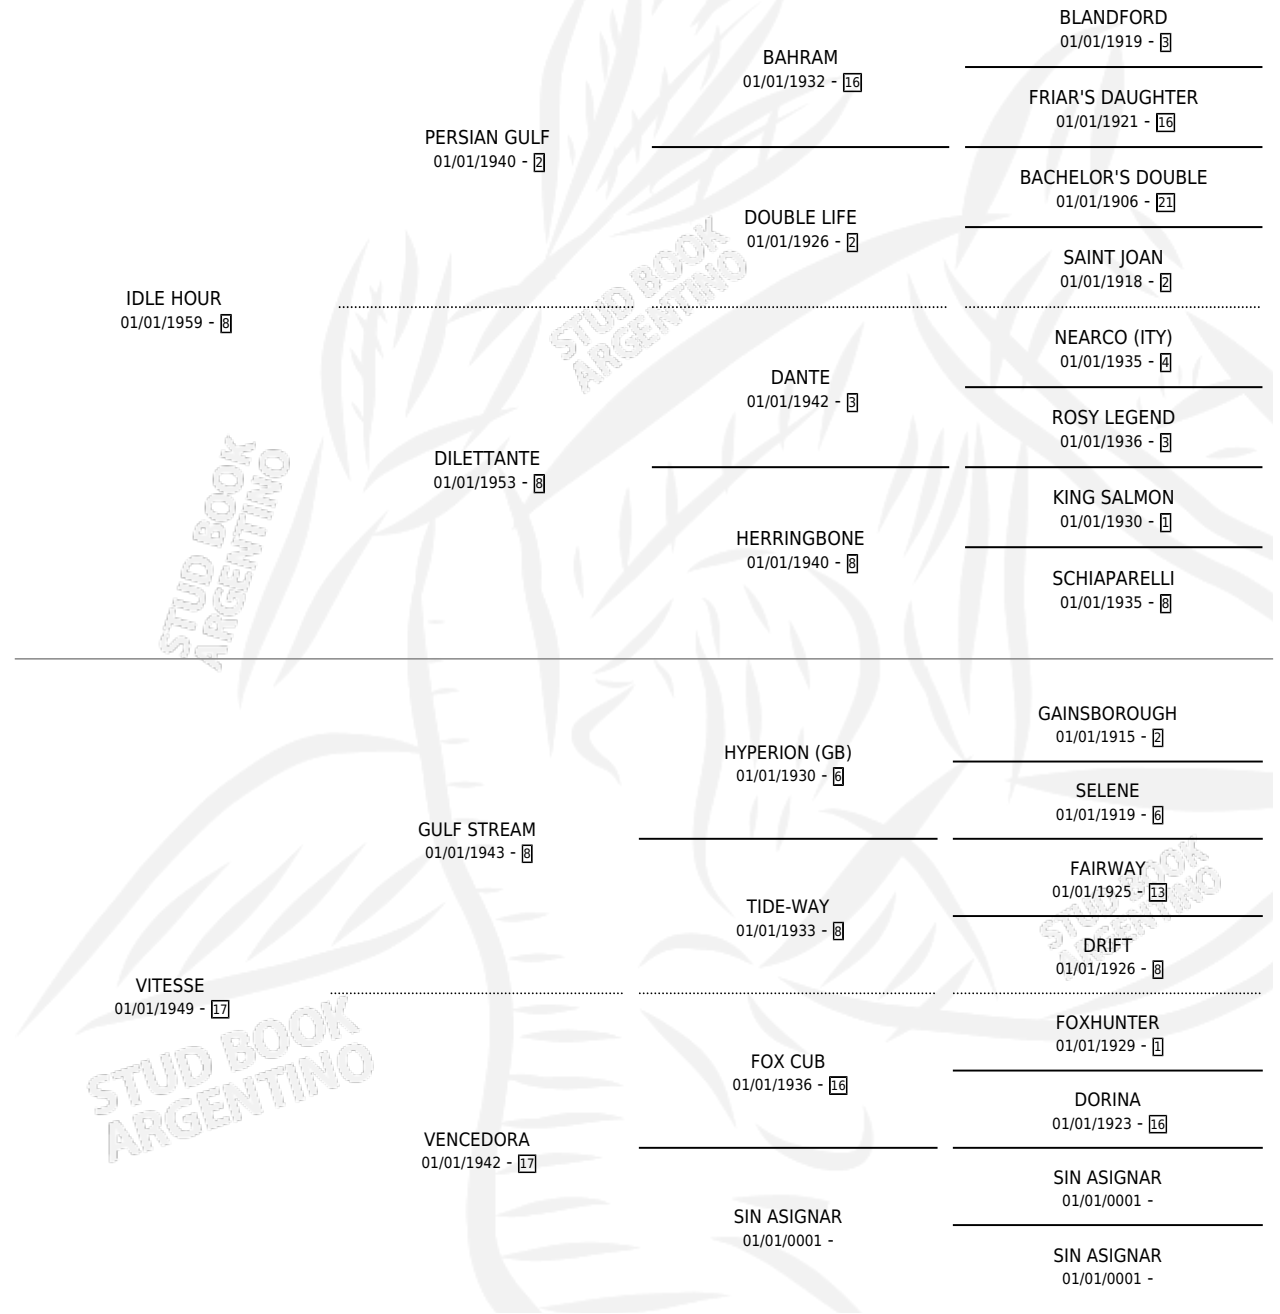 BLANDFORD
01/01/1919 - 3
BAHRAM
01/01/1932 - 16
FRIAR'S DAUGHTER
01/01/1921 - 16
PERSIAN GULF
01/01/1940 - 2
BACHELOR'S DOUBLE
01/01/1906 - 21
DOUBLE LIFE
01/01/1926 - 2
SAINT JOAN
01/01/1918 - 2
IDLE HOUR
01/01/1959 - 8
STUD BOOK
ARGENTINO
NEARCO (ITY)
01/01/1935 - 4
DANTE
01/01/1942 - 3
ROSY LEGEND
01/01/1936 - 3
DILETTANTE
01/01/1953 - 8
KING SALMON
01/01/1930 - 1
HERRINGBONE
01/01/1940 - 8
SCHIAPARELLI
01/01/1935 - 8
STUD BOOK
ARGENTINO
GAINSBOROUGH
01/01/1915 - 2
HYPERION (GB)
01/01/1930 - 6
SELENE
01/01/1919 - 6
GULF STREAM
01/01/1943 - 8
FAIRWAY
01/01/1925 - 13
TIDE-WAY
01/01/1933 - 8
DRIFT
01/01/1926 - 8
STUD BOOK
ARGENTINO
VITESSE
01/01/1949 - 17
FOXHUNTER
01/01/1929 - 1
FOX CUB
01/01/1936 - 16
DORINA
01/01/1923 - 16
STUD BOOK
ARGENTINO
VENCEDORA
01/01/1942 - 17
SIN ASIGNAR
01/01/0001 -
SIN ASIGNAR
01/01/0001 -
SIN ASIGNAR
01/01/0001 -